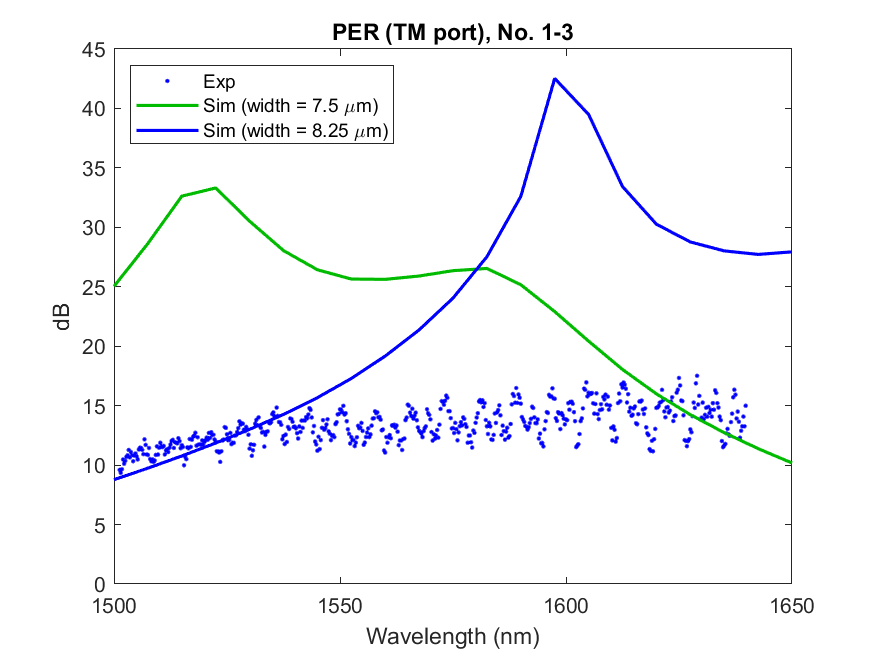 PER (TM port), No. 1-3
45
40
35
30
25
20
15
10
5
0
dB
Exp
Sim (width = 7.5 μm)
Sim (width = 8.25 μm)
1500
1550
1600
1650
Wavelength (nm)